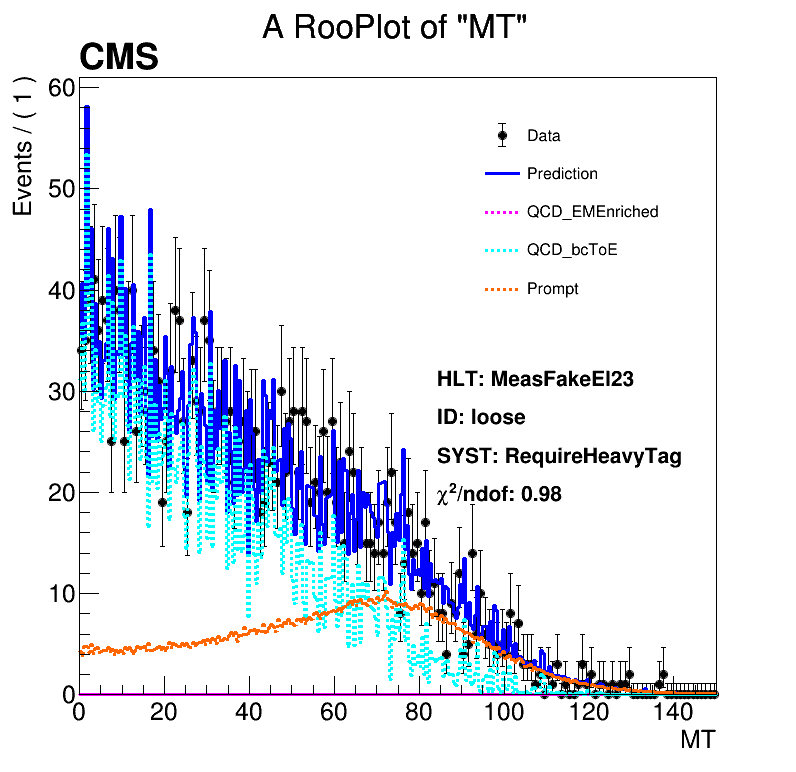 A RooPlot of "MT"
CMS
Events / ( 1 )
60
50
40
30
20
10
0
Data
Prediction
QCD_EMEnriched
QCD_bcToE
Prompt
HLT: MeasFakeEl23
ID: loose
SYST: RequireHeavyTag
χ²/ndof: 0.98
0 20 40 60 80 100 120 140
MT